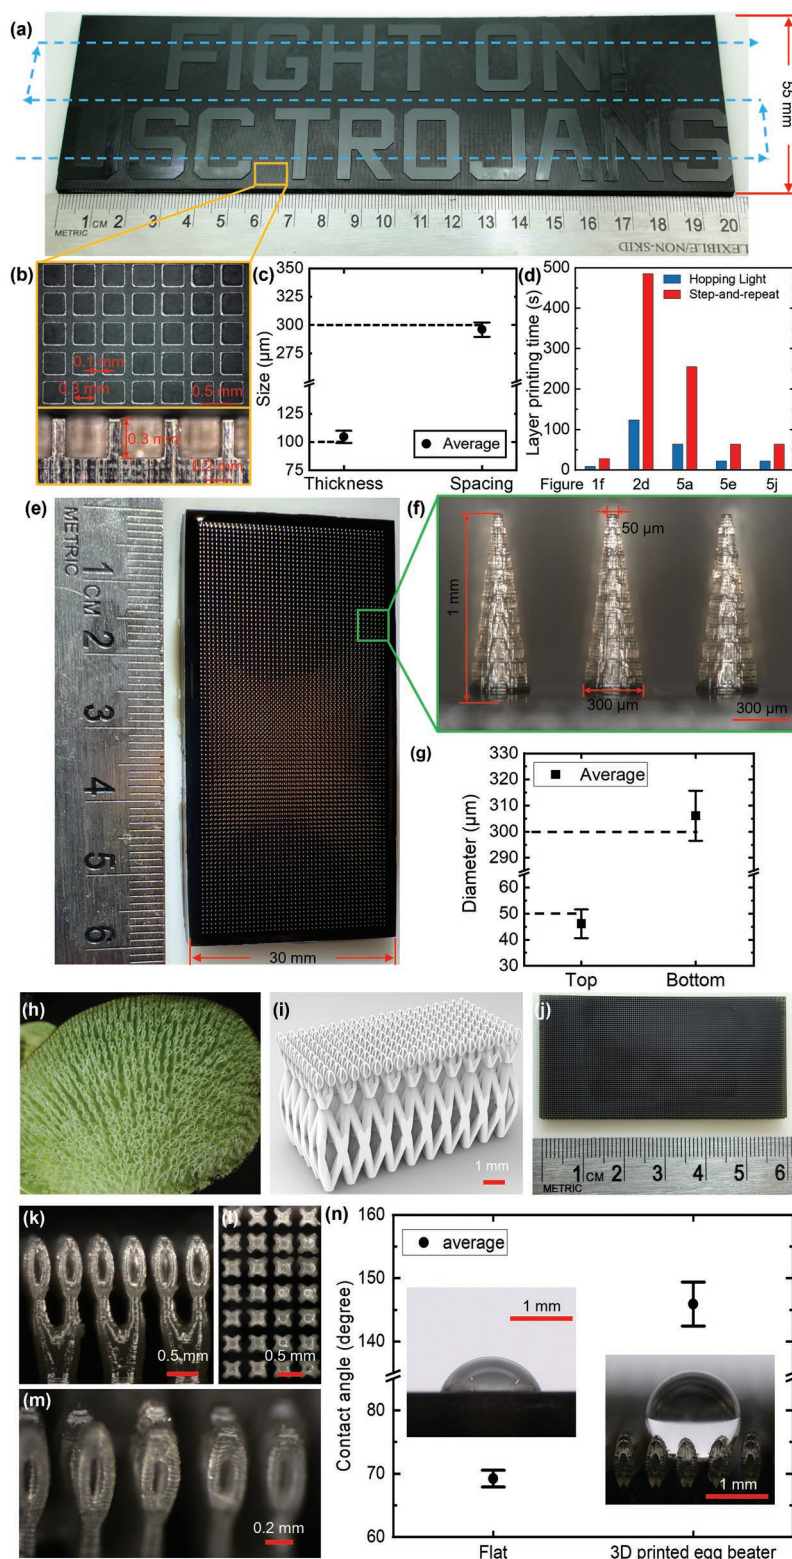 (a)
FIGHT ON!
USC TROJANS
55 mm
1 CM 2 3 4 5 6 7 8 9 10 11 12 13 14 15 16 17 18 19 20
METRIC
LEXIBLE/NON-SKID
(b)
0.1 mm
0.3 mm
0.5 mm
0.3 mm
0.2 mm
(c)
350
325
300
275
125
100
75
Size (µm)
Average
Thickness
Spacing
(d)
500
400
300
200
100
0
Layer printing time (s)
Hopping Light
Step-and-repeat
Figure 1f 2d 5a 5e 5j
(e)
METRIC
1 CM 2 3 4 5 6
30 mm
(f)
50 µm
1 mm
300 µm
300 µm
(g)
330
320
310
300
290
60
50
40
30
Diameter (µm)
Average
Top
Bottom
(h)
(i)
1 mm
(j)
1 CM 2 3 4 5 6
METRIC
(k)
0.5 mm
(l)
0.5 mm
(m)
0.2 mm
(n)
160
150
140
80
70
60
Contact angle (degree)
average
1 mm
1 mm
Flat
3D printed egg beater